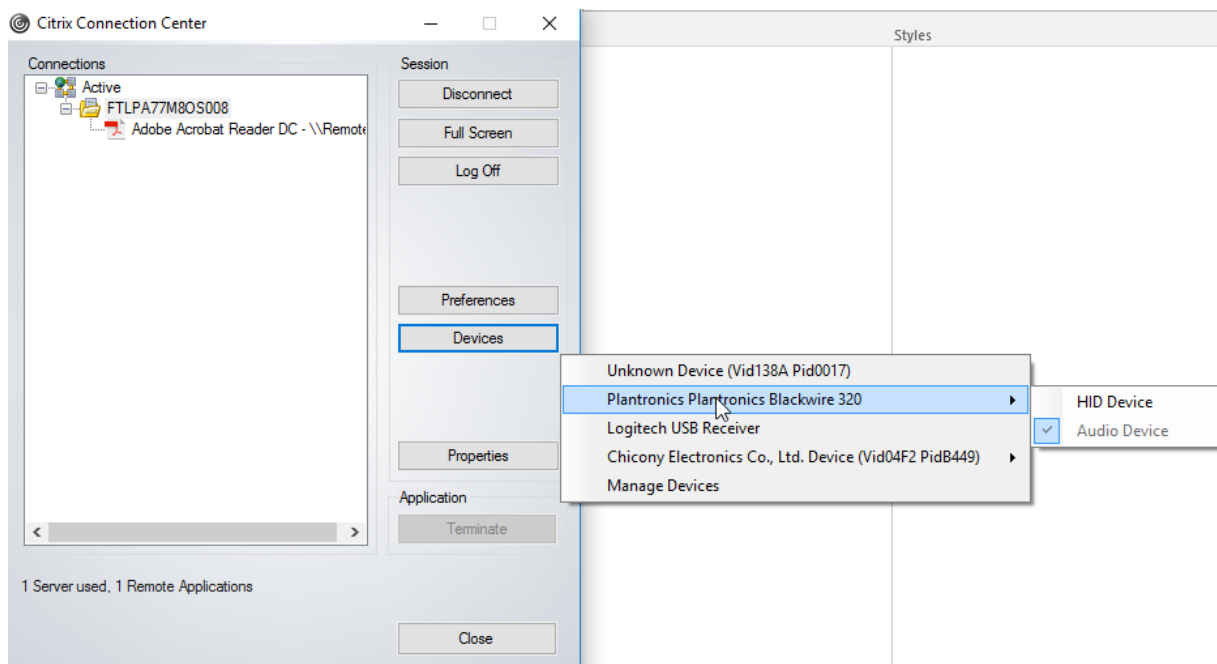 Citrix Connection Center
Styles
Connections
Active
FTLPA77M8OS008
Adobe Acrobat Reader DC - \\Remote
Session
Disconnect
Full Screen
Log Off
Preferences
Devices
Properties
Application
Terminate
Unknown Device (Vid138A Pid0017)
Plantronics Plantronics Blackwire 320
Logitech USB Receiver
Chicony Electronics Co., Ltd. Device (Vid04F2 PidB449)
Manage Devices
HID Device
Audio Device
1 Server used, 1 Remote Applications
Close